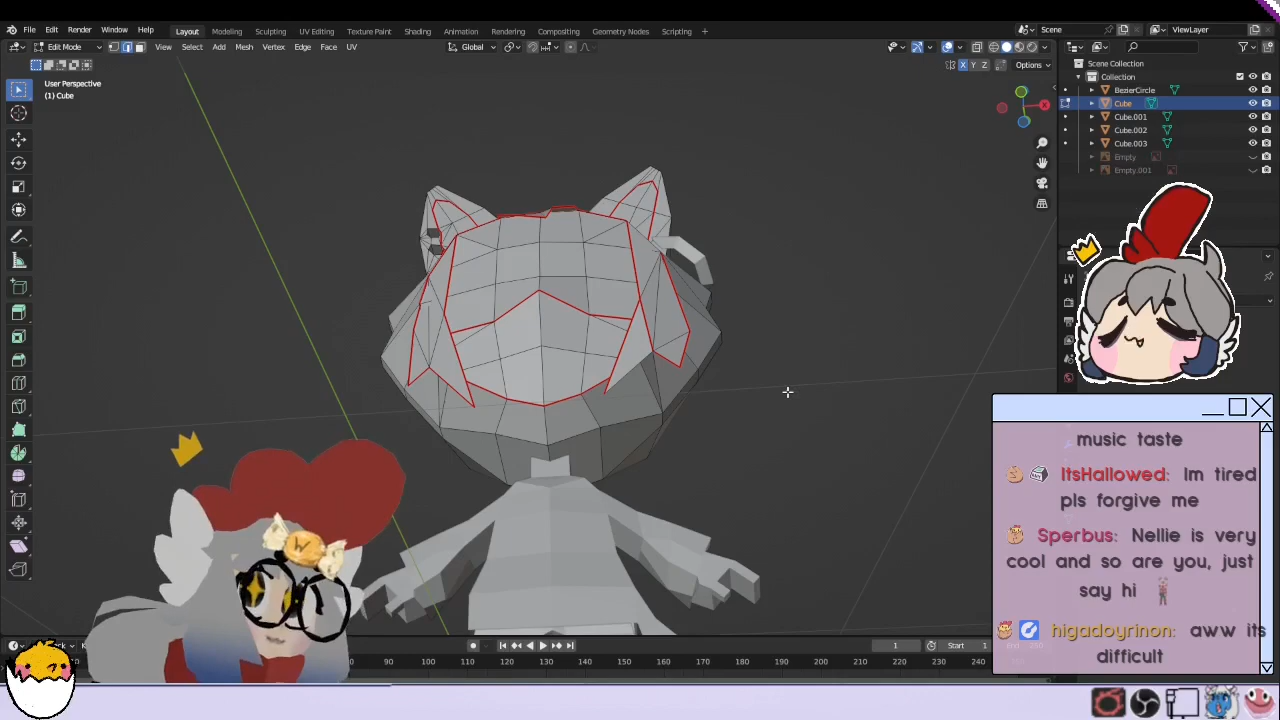 File Edit Render Window Help Layout Modeling Sculpting UV Editing Texture Paint Shading Animation Rendering Compositing Geometry Nodes Scripting + Scene ViewLayer
Edit Mode View Select Add Mesh Vertex Edge Face UV Global
X Y Z Options
User Perspective
(1) Cube
X
Scene Collection
Collection
BezierCircle
Cube
Cube.001
Cube.002
Cube.003
Empty
Empty.001
music taste
ItsHallowed: Im tired
pls forgive me
Sperbus: Nellie is very
cool and so are you, just
say hi
higadoyrinon: aww its
difficult
W
1 Start 1
80 90 100 110 120 130 140 150 160 170 180 190 200 210 220 230